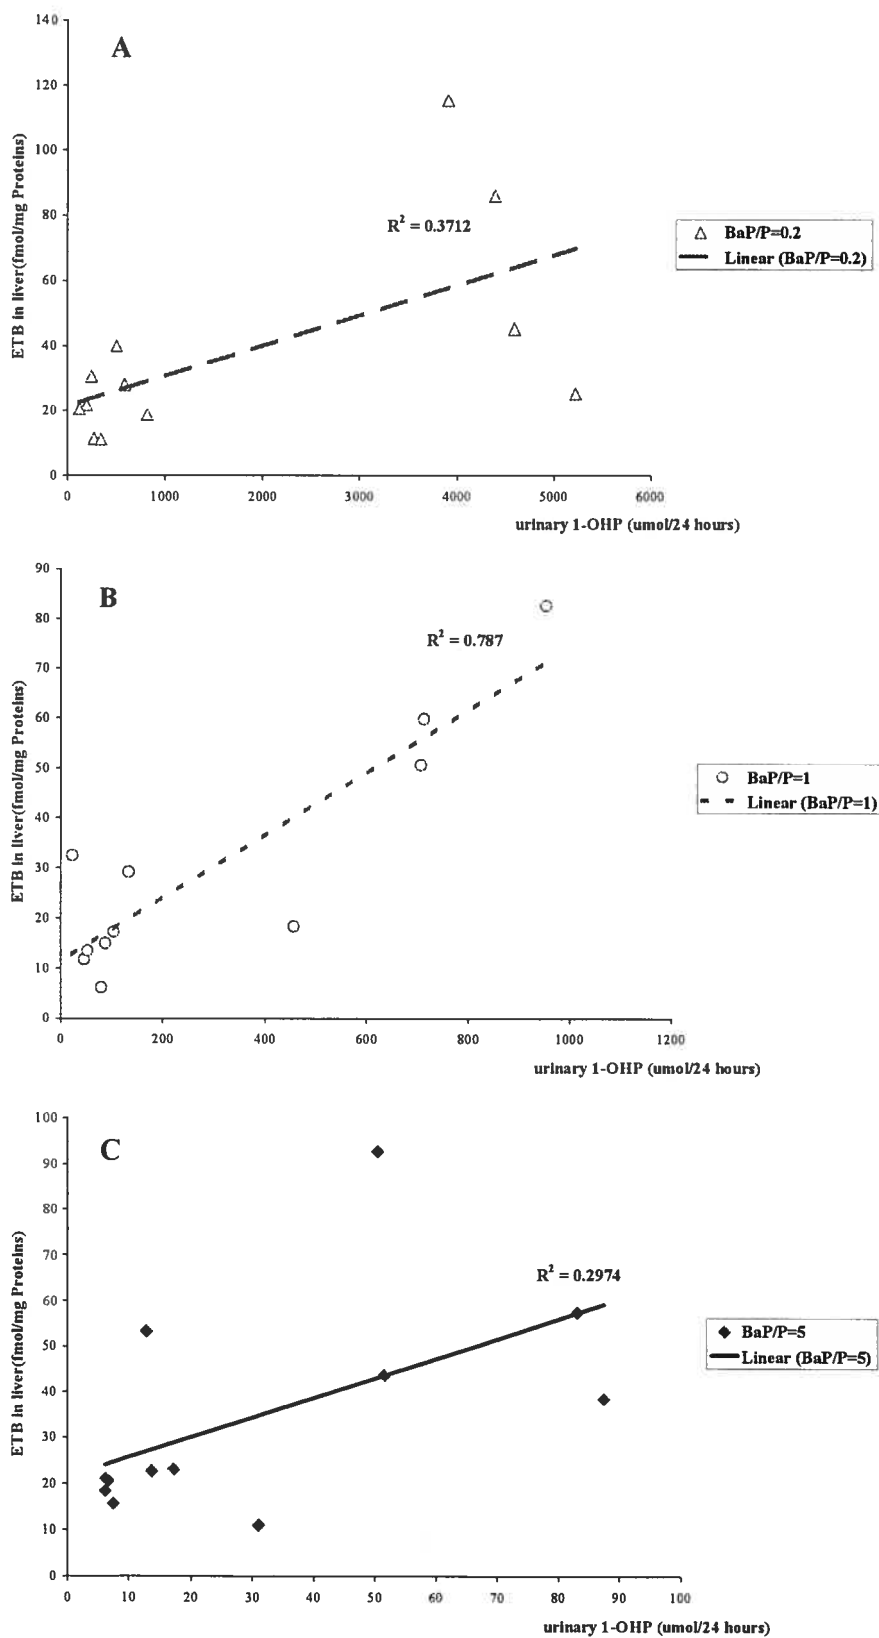 140
A
120
100
80
60
40
20
0
ETB in liver(fmol/mg Proteins)
R² = 0.3712
BaP/P=0.2
Linear (BaP/P=0.2)
0 1000 2000 3000 4000 5000 6000
urinary 1-OHP (umol/24 hours)
90
B
80
70
60
50
40
30
20
10
0
ETB in liver(fmol/mg Proteins)
R² = 0.787
BaP/P=1
Linear (BaP/P=1)
0 200 400 600 800 1000 1200
urinary 1-OHP (umol/24 hours)
100
C
90
80
70
60
50
40
30
20
10
0
ETB in liver(fmol/mg Proteins)
R² = 0.2974
BaP/P=5
Linear (BaP/P=5)
0 10 20 30 40 50 60 70 80 90 100
urinary 1-OHP (umol/24 hours)